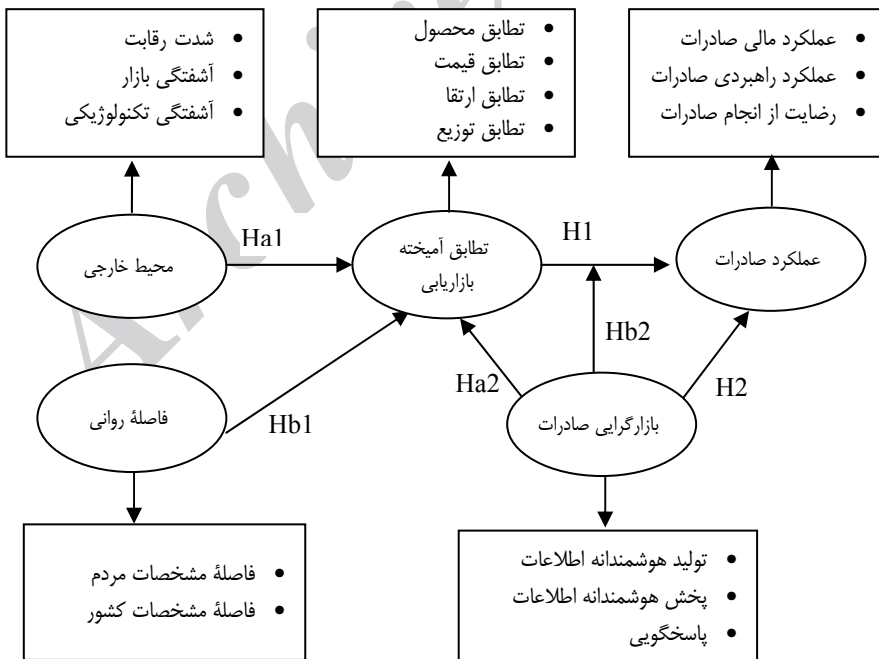 • عملکرد مالی صادرات
• عملکرد راهبردی صادرات
• رضایت از انجام صادرات
• تطابق محصول
• تطابق قیمت
• تطابق ارتقا
• تطابق توزیع
• شدت رقابت
• آشفتگی بازار
• آشفتگی تکنولوژیکی
عملکرد صادرات
H1
تطابق آمیخته
بازاریابی
Ha1
محیط خارجی
Hb2
H2
Ha2
بازارگرایی صادرات
Hb1
فاصلهٔ روانی
• تولید هوشمندانه اطلاعات
• پخش هوشمندانه اطلاعات
• پاسخگویی
• فاصلهٔ مشخصات مردم
• فاصلهٔ مشخصات کشور